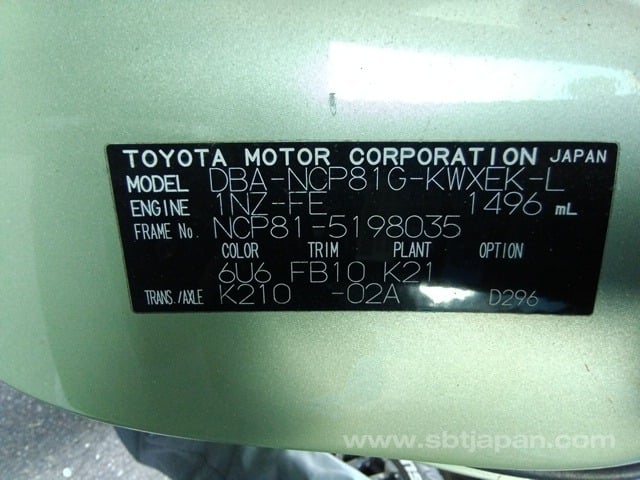 TOYOTA MOTOR CORPORATION JAPAN
MODEL DBA-NCP81G-KWXEK-L
ENGINE 1NZ-FE 1496 mL
FRAME No. NCP81-5198035
COLOR TRIM PLANT OPTION
6U6 FB10 K21
TRANS./AXLE K210 -02A D296
www.sbtjapan.com